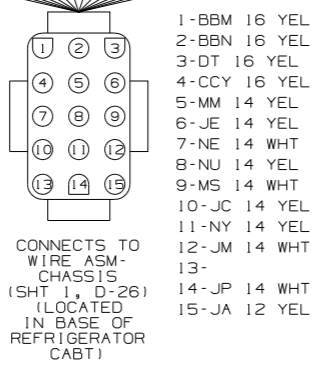 1 2 3
4 5 6
7 8 9
10 11 12
13 14 15
CONNECTS TO
WIRE ASM-
CHASSIS
(SHT 1, D-26)
(LOCATED
IN BASE OF
REFRIGERATOR
CABT)
1-BBM 16 YEL
2-BBN 16 YEL
3-DT 16 YEL
4-CCY 16 YEL
5-MM 14 YEL
6-JE 14 YEL
7-NE 14 WHT
8-NU 14 YEL
9-MS 14 WHT
10-JC 14 YEL
11-NY 14 YEL
12-JM 14 WHT
13-
14-JP 14 WHT
15-JA 12 YEL